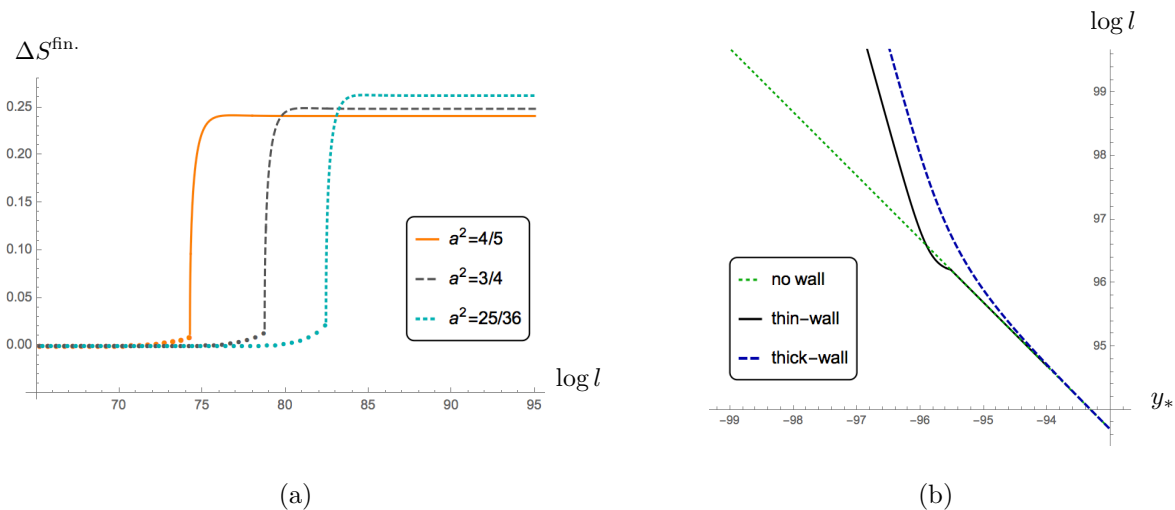 ΔS^fin.
0.25
0.20
0.15
0.10
0.05
0.00
70
75
80
85
90
95
log l
a²=4/5
a²=3/4
a²=25/36
(a)
log l
99
98
97
96
95
-99
-98
-97
-96
-95
-94
y_*
no wall
thin-wall
thick-wall
(b)